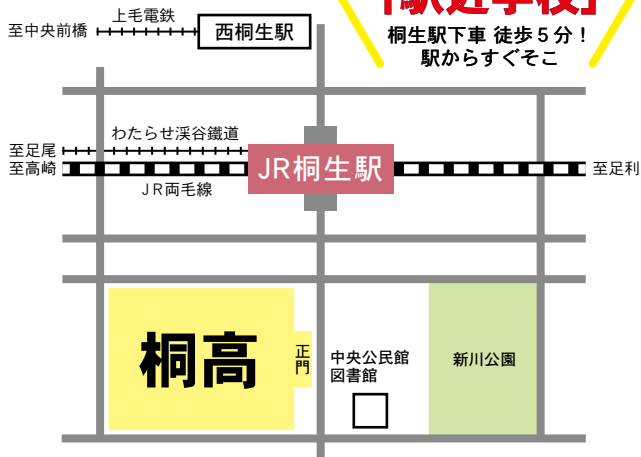 「駅近学校」
桐生駅下車 徒歩5分！
駅からすぐそこ
上毛電鉄
至中央前橋
西桐生駅
わたらせ渓谷鐵道
至足尾
至高崎
JR桐生駅
至足利
JR両毛線
桐高
正門
中央公民館
図書館
新川公園